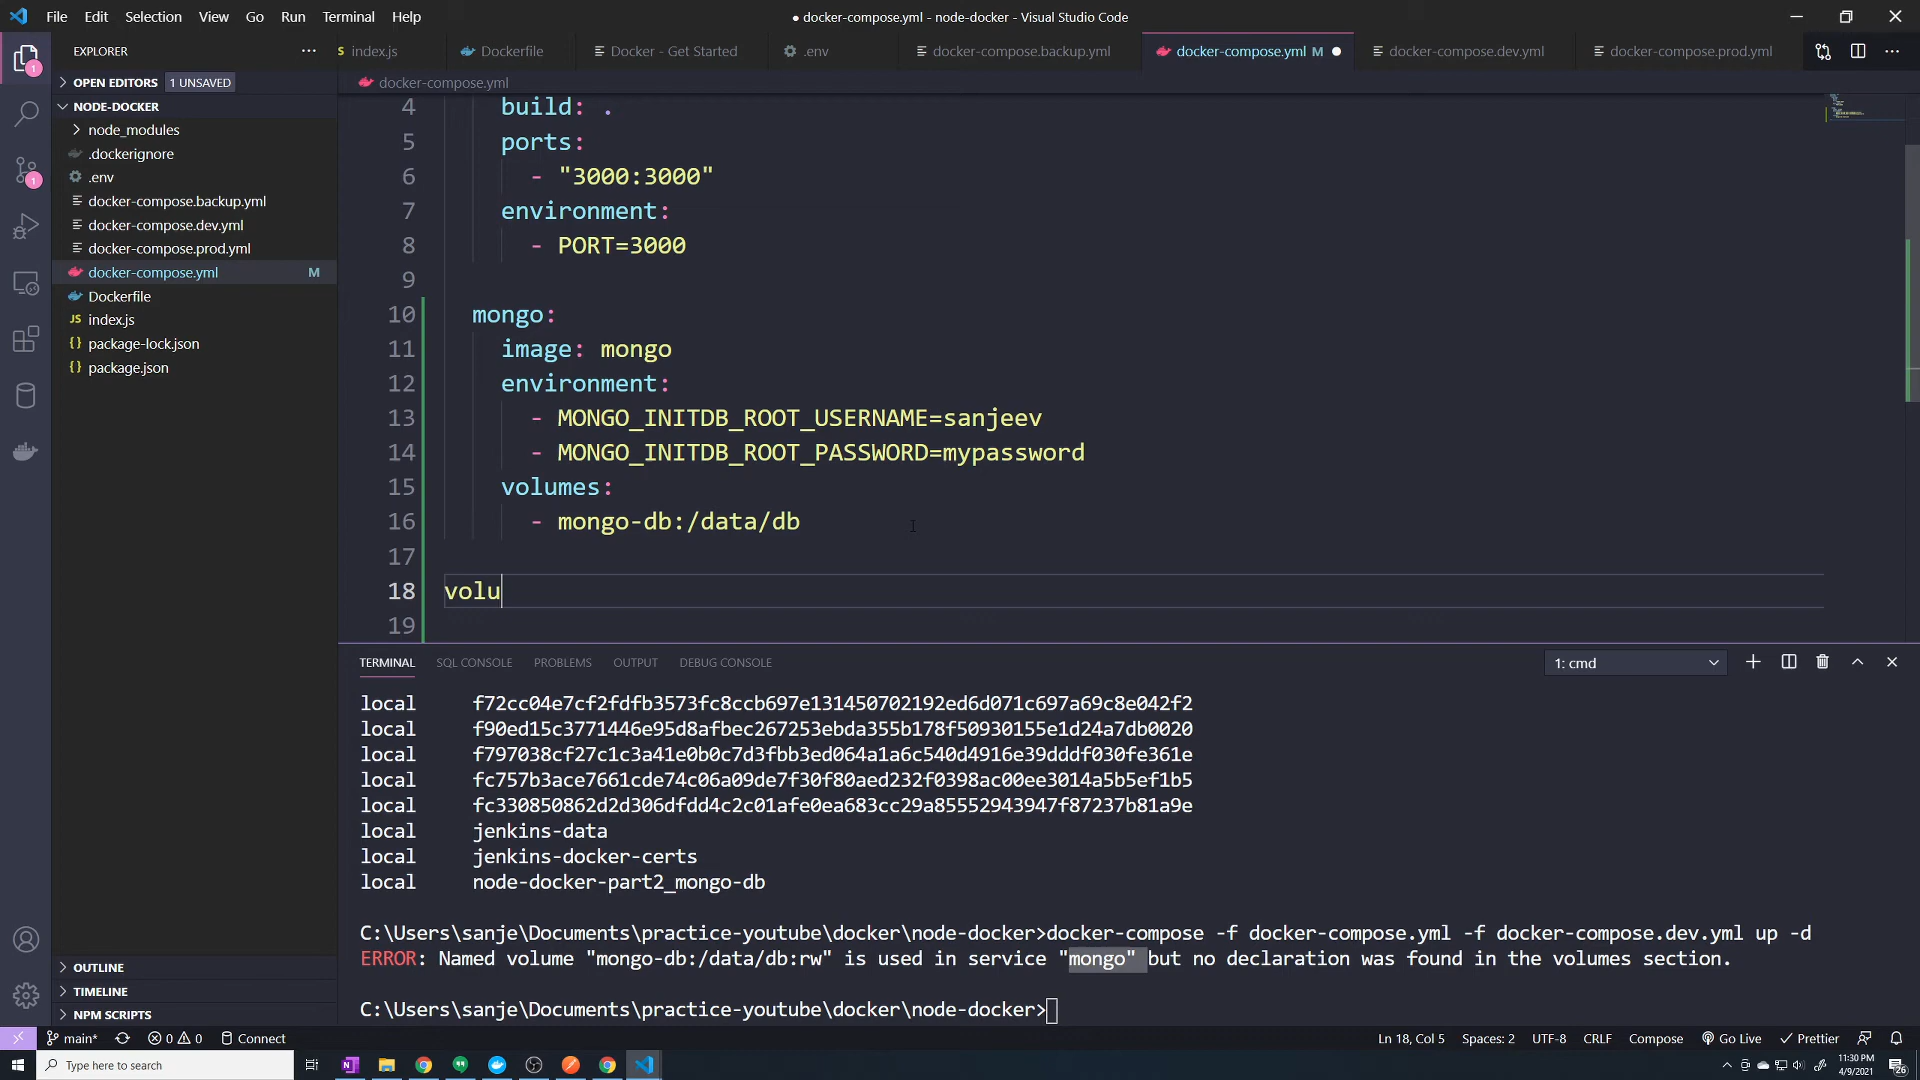 File Edit Selection View Go Run Terminal Help
● docker-compose.yml - node-docker - Visual Studio Code
EXPLORER
index.js Dockerfile Docker - Get Started .env docker-compose.backup.yml docker-compose.yml M docker-compose.dev.yml docker-compose.prod.yml
OPEN EDITORS 1 UNSAVED
docker-compose.yml
NODE-DOCKER
node_modules
.dockerignore
.env
docker-compose.backup.yml
docker-compose.dev.yml
docker-compose.prod.yml
docker-compose.yml M
Dockerfile
index.js
package-lock.json
package.json
OUTLINE
TIMELINE
NPM SCRIPTS
4 build: .
5 ports:
6 - "3000:3000"
7 environment:
8 - PORT=3000
9
10 mongo:
11 image: mongo
12 environment:
13 - MONGO_INITDB_ROOT_USERNAME=sanjeev
14 - MONGO_INITDB_ROOT_PASSWORD=mypassword
15 volumes:
16 - mongo-db:/data/db
17
18 volu
19
TERMINAL SQL CONSOLE PROBLEMS OUTPUT DEBUG CONSOLE 1: cmd
local f72cc04e7cf2fdfb3573fc8ccb697e131450702192ed6d071c697a69c8e042f2
local f90ed15c3771446e95d8afbec267253ebda355b178f50930155e1d24a7db0020
local f797038cf27c1c3a41e0b0c7d3fbb3ed064a1a6c540d4916e39dddf030fe361e
local fc757b3ace7661cde74c06a09de7f30f80aed232f0398ac00ee3014a5b5ef1b5
local fc330850862d2d306dfdd4c2c01afe0ea683cc29a85552943947f87237b81a9e
local jenkins-data
local jenkins-docker-certs
local node-docker-part2_mongo-db
C:\Users\sanje\Documents\practice-youtube\docker\node-docker>docker-compose -f docker-compose.yml -f docker-compose.dev.yml up -d
ERROR: Named volume "mongo-db:/data/db:rw" is used in service "mongo" but no declaration was found in the volumes section.
C:\Users\sanje\Documents\practice-youtube\docker\node-docker>
main* 0 0 Connect Ln 18, Col 5 Spaces: 2 UTF-8 CRLF Compose Go Live Prettier
Type here to search
11:30 PM
4/9/2021
26